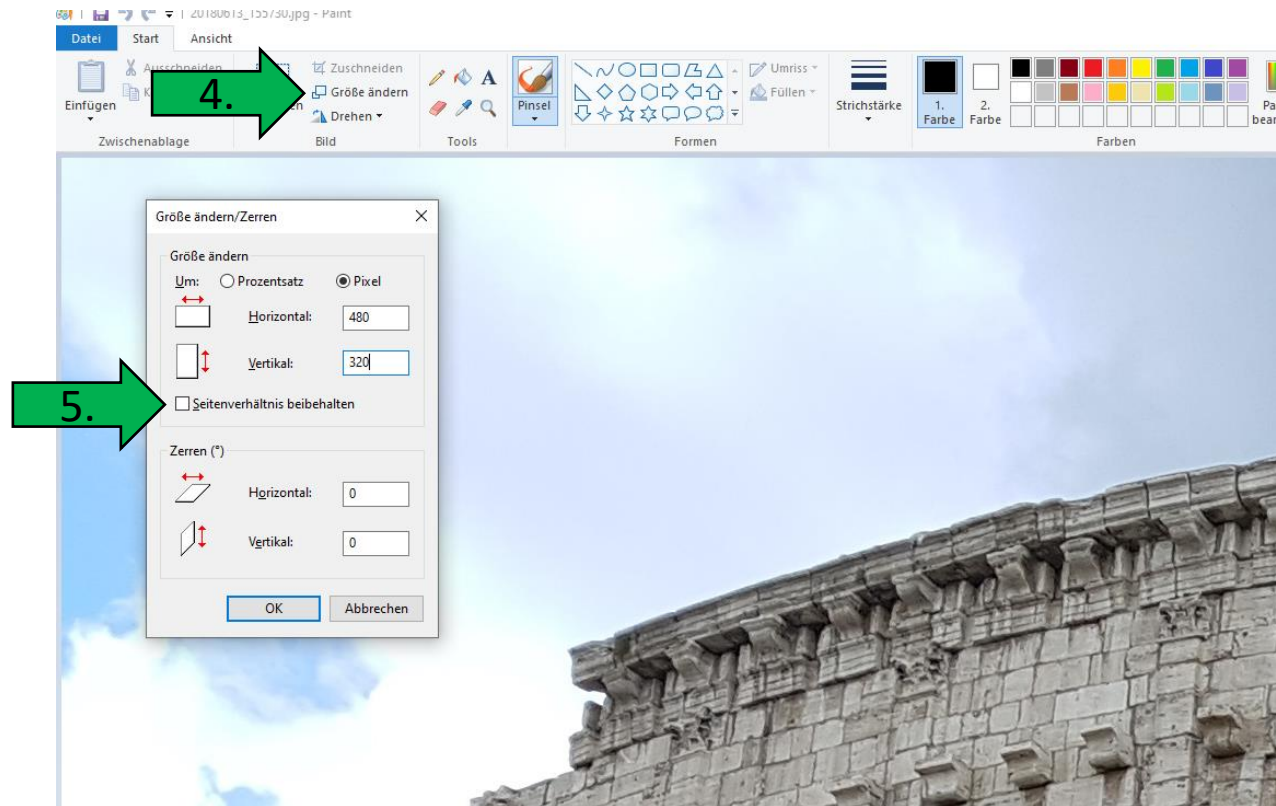 20180613_155730.jpg - Paint
Datei Start Ansicht
Einfügen
Ausschneiden
Zuschneiden
Größe ändern
Drehen
Pinsel
Umriss
Füllen
Strichstärke
1. Farbe
2. Farbe
Zwischenablage Bild Tools Formen Farben
4.
Größe ändern/Zerren
Größe ändern
Um: Prozentsatz Pixel
Horizontal: 480
Vertikal: 320
5.
Seitenverhältnis beibehalten
Zerren (°)
Horizontal: 0
Vertikal: 0
OK Abbrechen